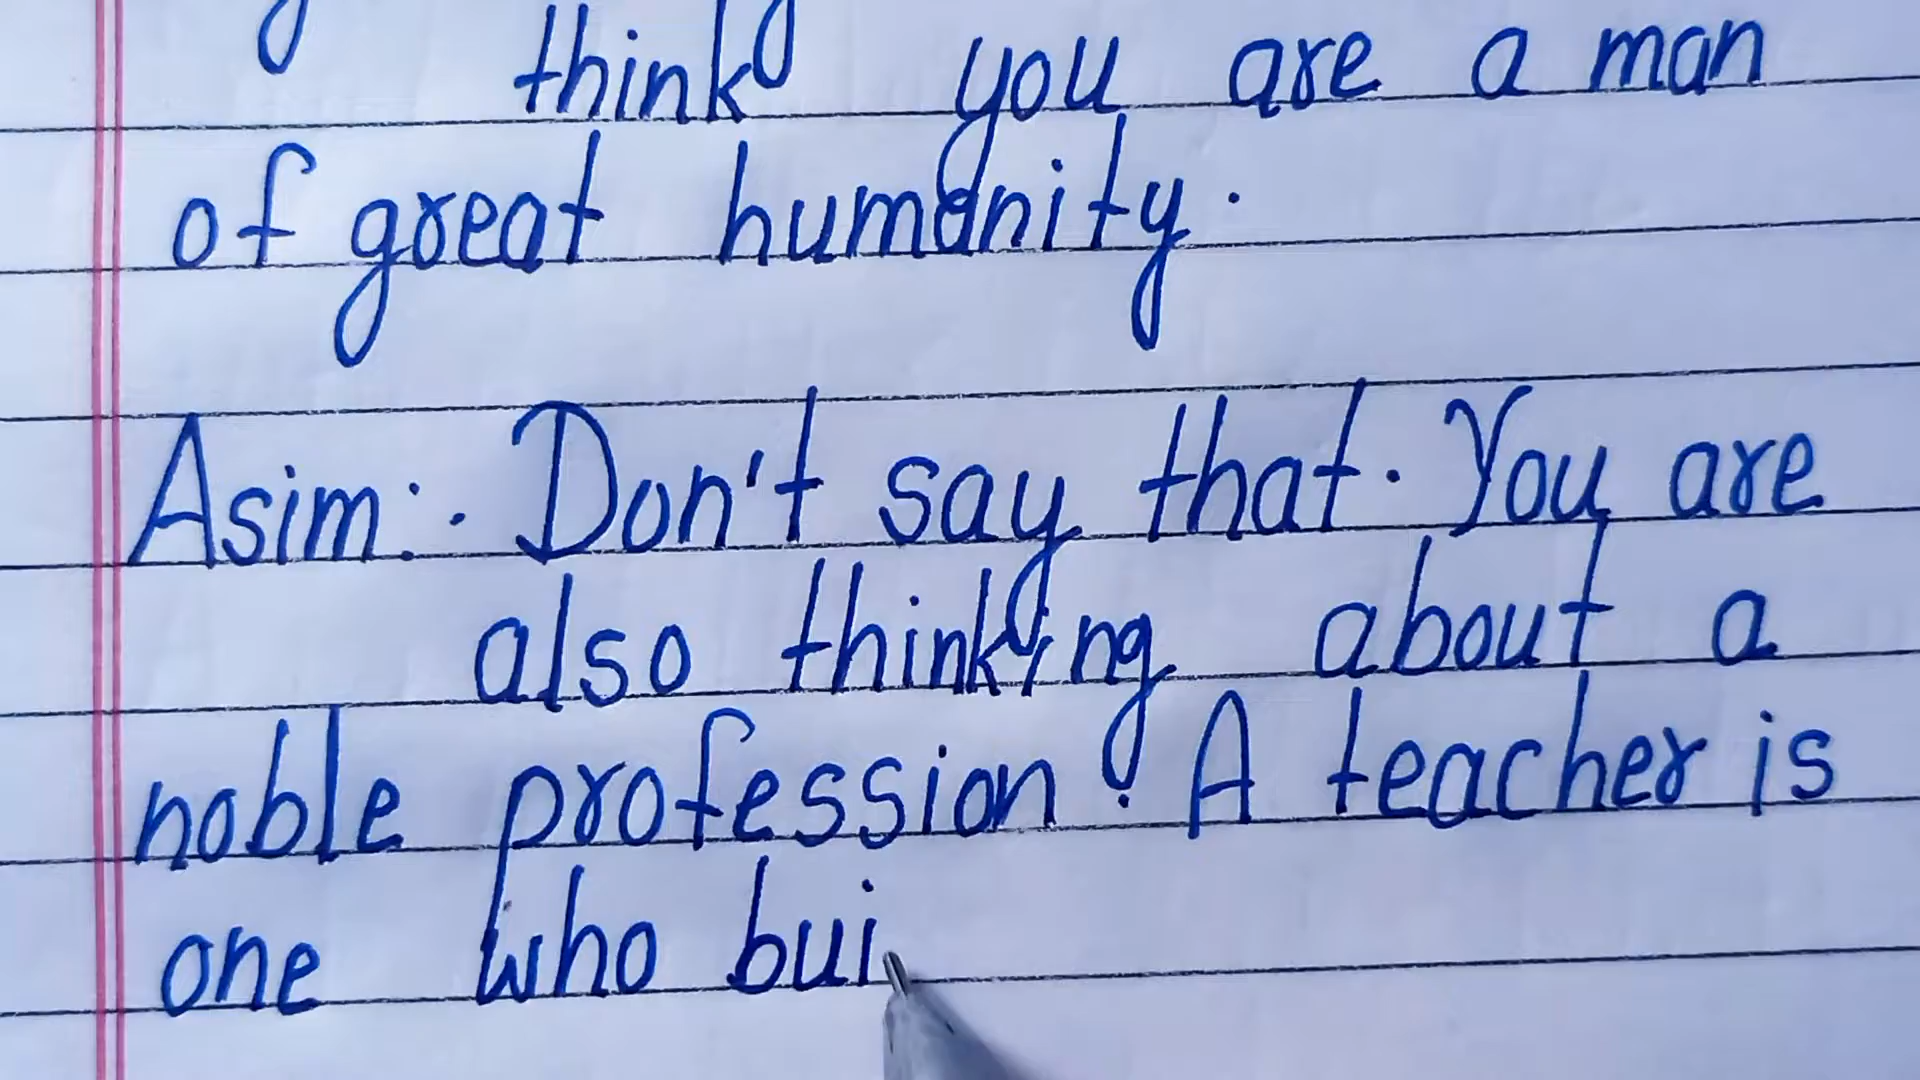 think you are a man
of great humanity.
Asim:. Don't say that. You are
also thinking about a
noble profession. A teacher is
one who bui